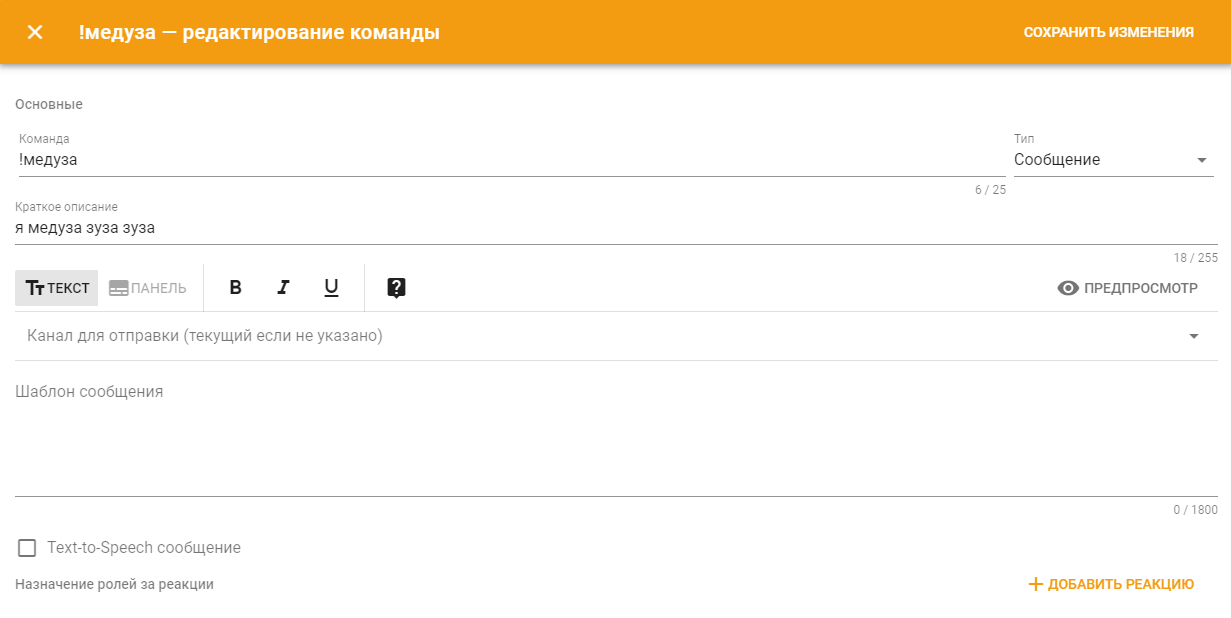 !медуза — редактирование команды
СОХРАНИТЬ ИЗМЕНЕНИЯ
Основные
Команда
!медуза
6 / 25
Тип
Сообщение
Краткое описание
я медуза зуза зуза
18 / 255
ТЕКСТ
ПАНЕЛЬ
B I U ?
ПРЕДПРОСМОТР
Канал для отправки (текущий если не указано)
Шаблон сообщения
0 / 1800
Text-to-Speech сообщение
Назначение ролей за реакции
ДОБАВИТЬ РЕАКЦИЮ